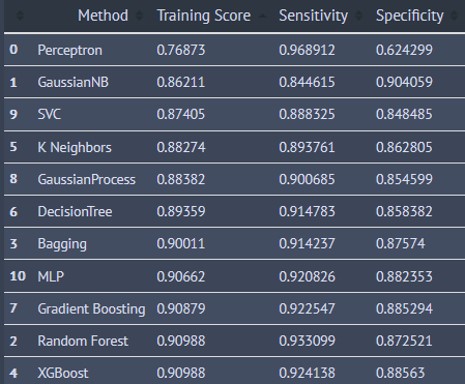 Method Training Score Sensitivity Specificity
0 Perceptron 0.76873 0.968912 0.624299
1 GaussianNB 0.86211 0.844615 0.904059
9 SVC 0.87405 0.888325 0.848485
5 K Neighbors 0.88274 0.893761 0.862805
8 GaussianProcess 0.88382 0.900685 0.854599
6 DecisionTree 0.89359 0.914783 0.858382
3 Bagging 0.90011 0.914237 0.87574
10 MLP 0.90662 0.920826 0.882353
7 Gradient Boosting 0.90879 0.922547 0.885294
2 Random Forest 0.90988 0.933099 0.872521
4 XGBoost 0.90988 0.924138 0.88563